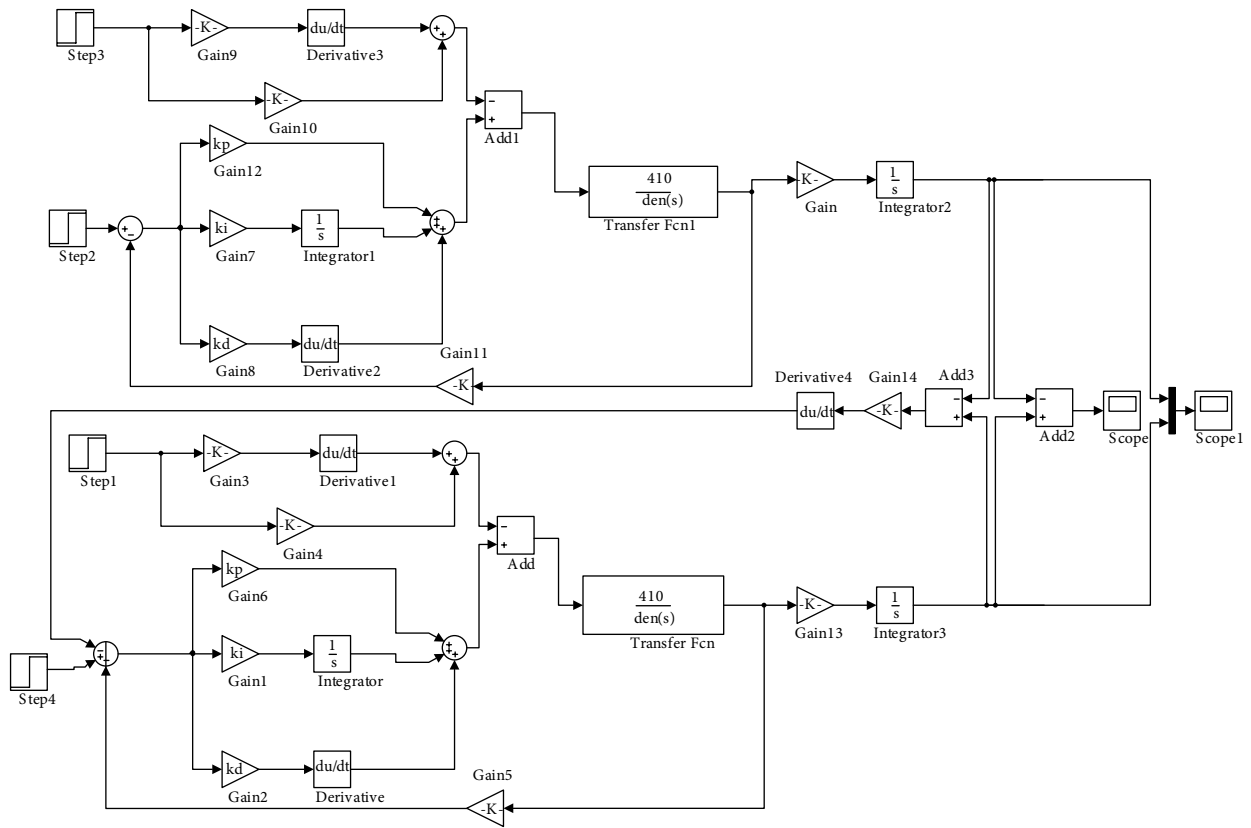 Step3
-K-
Gain9
du/dt
Derivative3
+
+
-K-
Gain10
−
+
Add1
kp
Gain12
Step2
+
−
ki
Gain7
1
s
Integrator1
+
+
+
410
den(s)
Transfer Fcn1
-K-
Gain
1
s
Integrator2
kd
Gain8
du/dt
Derivative2
Gain11
-K
Derivative4
du/dt
Gain14
-K-
Add3
−
+
−
+
Add2
Scope
Scope1
Step1
-K-
Gain3
du/dt
Derivative1
+
+
-K-
Gain4
−
+
Add
kp
Gain6
410
den(s)
Transfer Fcn
-K-
Gain13
1
s
Integrator3
Step4
−
+
−
ki
Gain1
1
s
Integrator
+
+
+
kd
Gain2
du/dt
Derivative
Gain5
-K-